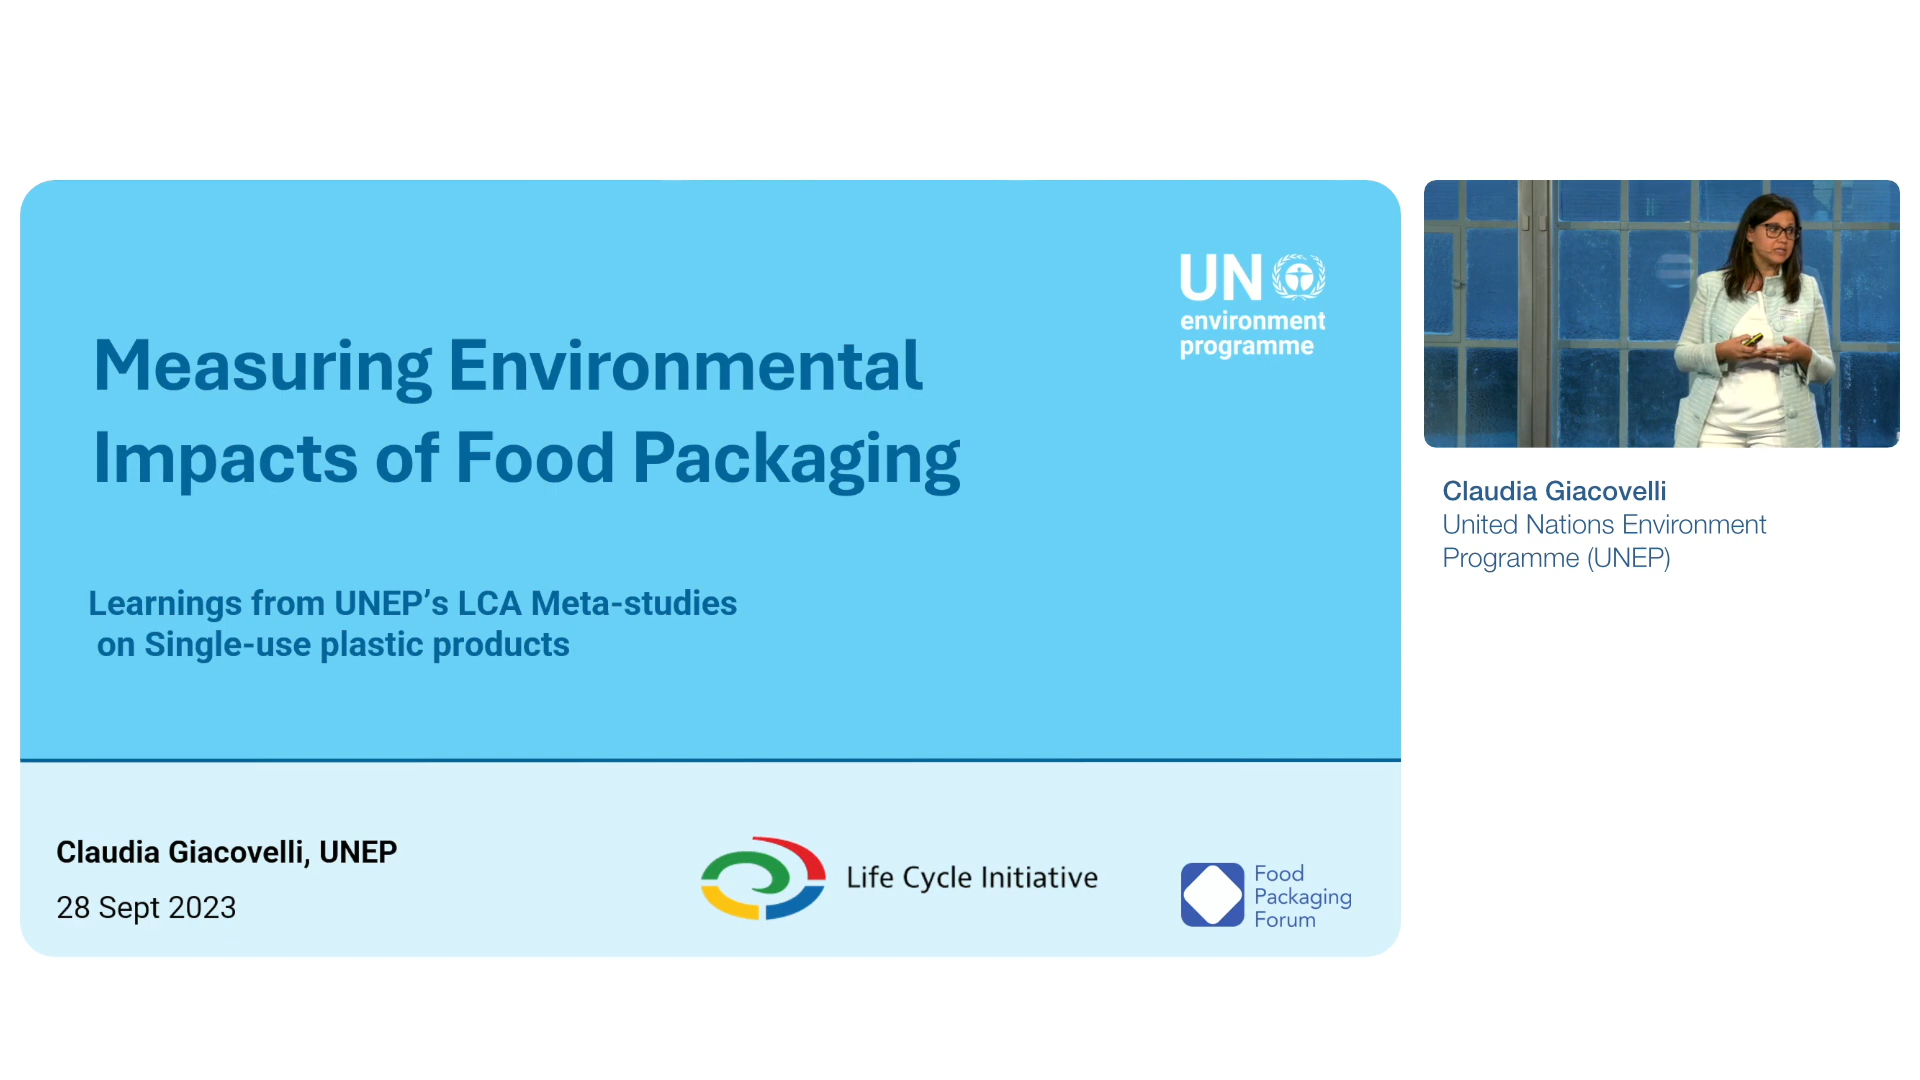 UN
environment
programme
Measuring Environmental
Impacts of Food Packaging
Learnings from UNEP’s LCA Meta-studies
on Single-use plastic products
Claudia Giacovelli, UNEP
28 Sept 2023
Life Cycle Initiative
Food
Packaging
Forum
Claudia Giacovelli
United Nations Environment
Programme (UNEP)